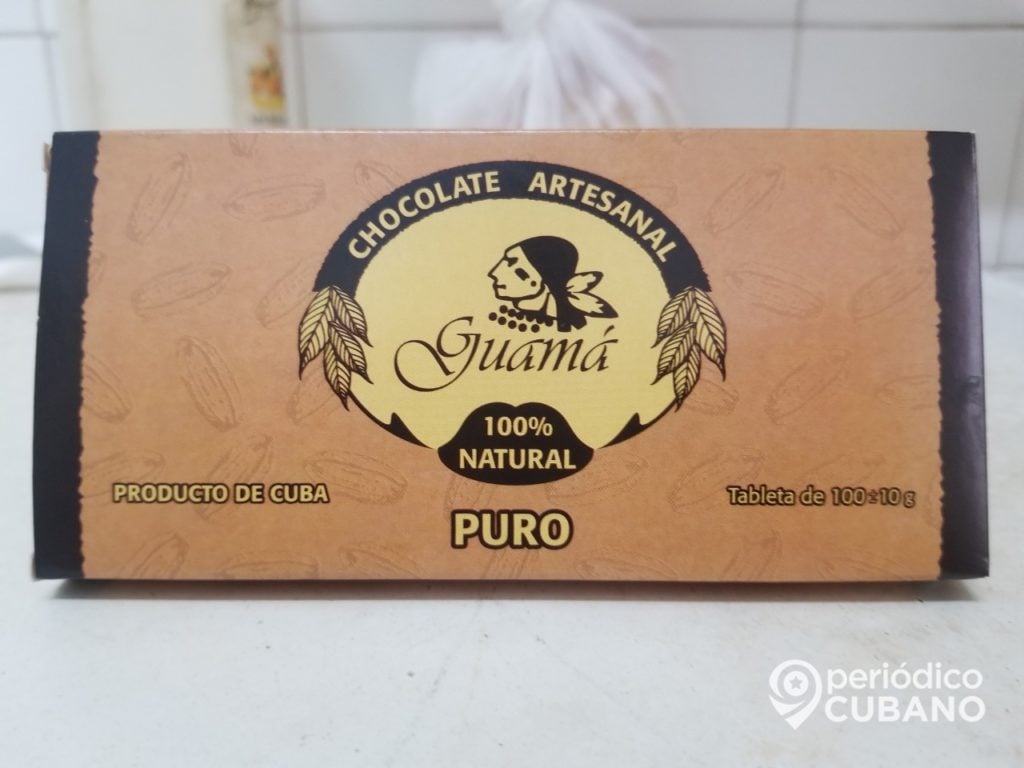 CHOCOLATE ARTESANAL
Guamá
100%
NATURAL
PRODUCTO DE CUBA
Tableta de 100±10 g
PURO
periódico
CUBANO